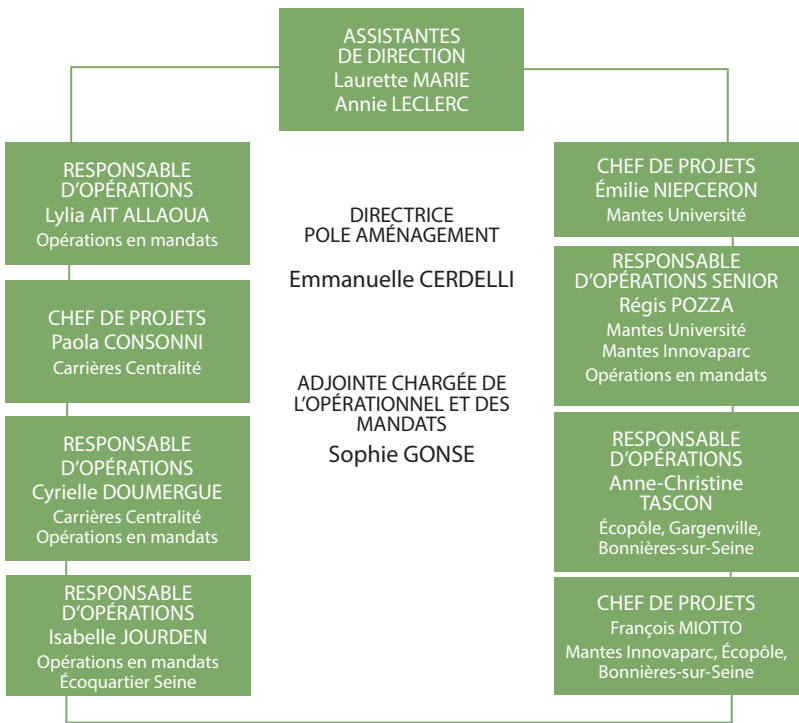 ASSISTANTES
DE DIRECTION
Laurette MARIE
Annie LECLERC
RESPONSABLE
D'OPÉRATIONS
Lylia AIT ALLAOUA
Opérations en mandats
CHEF DE PROJETS
Paola CONSONNI
Carrières Centralité
RESPONSABLE
D'OPÉRATIONS
Cyrielle DOUMERGUE
Carrières Centralité
Opérations en mandats
RESPONSABLE
D'OPÉRATIONS
Isabelle JOURDEN
Opérations en mandats
Écoquartier Seine
DIRECTRICE
POLE AMÉNAGEMENT
Emmanuelle CERDELLI
ADJOINTE CHARGÉE DE
L'OPÉRATIONNEL ET DES
MANDATS
Sophie GONSE
CHEF DE PROJETS
Émilie NIEPCERON
Mantes Université
RESPONSABLE
D'OPÉRATIONS SENIOR
Régis POZZA
Mantes Université
Mantes Innovaparc
Opérations en mandats
RESPONSABLE
D'OPÉRATIONS
Anne-Christine
TASCON
Écopôle, Gargenville,
Bonnières-sur-Seine
CHEF DE PROJETS
François MIOTTO
Mantes Innovaparc, Écopôle,
Bonnières-sur-Seine